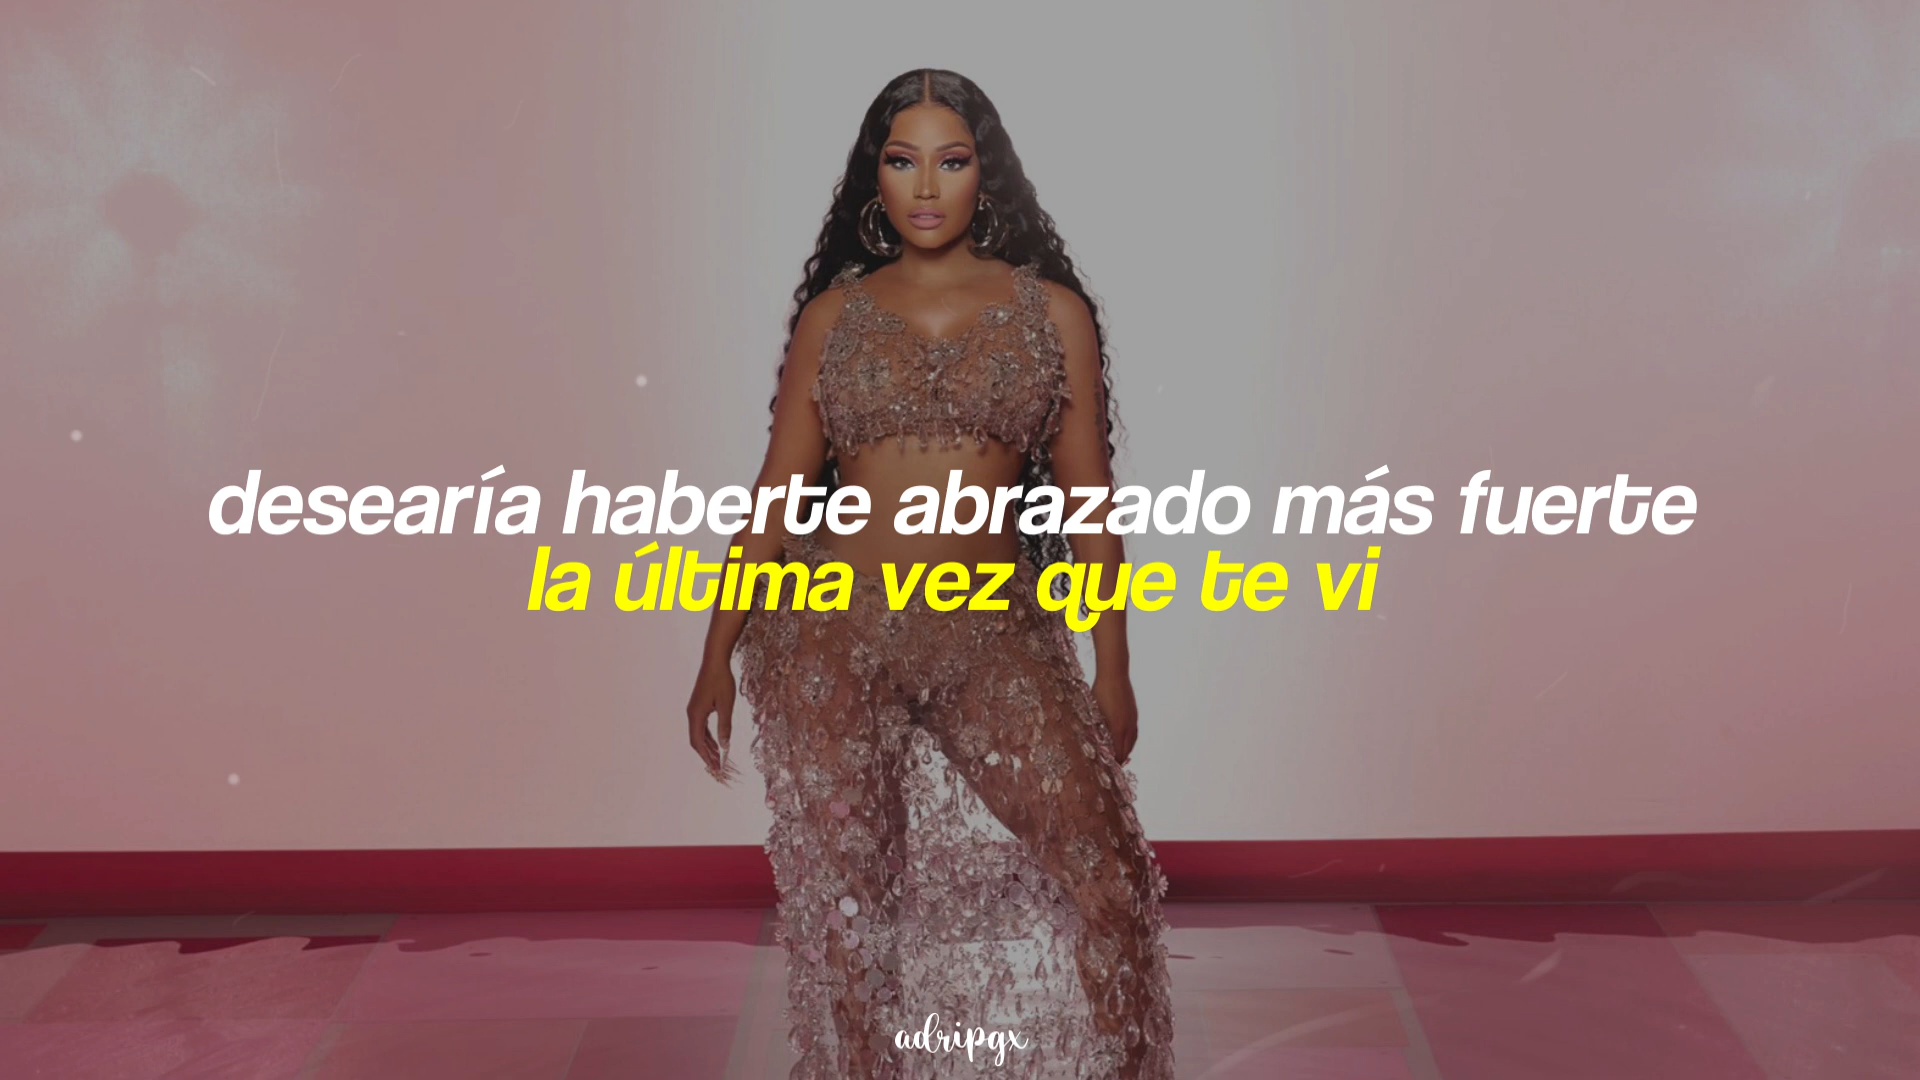 desearía haberte abrazado más fuerte
la última vez que te vi
adripgx